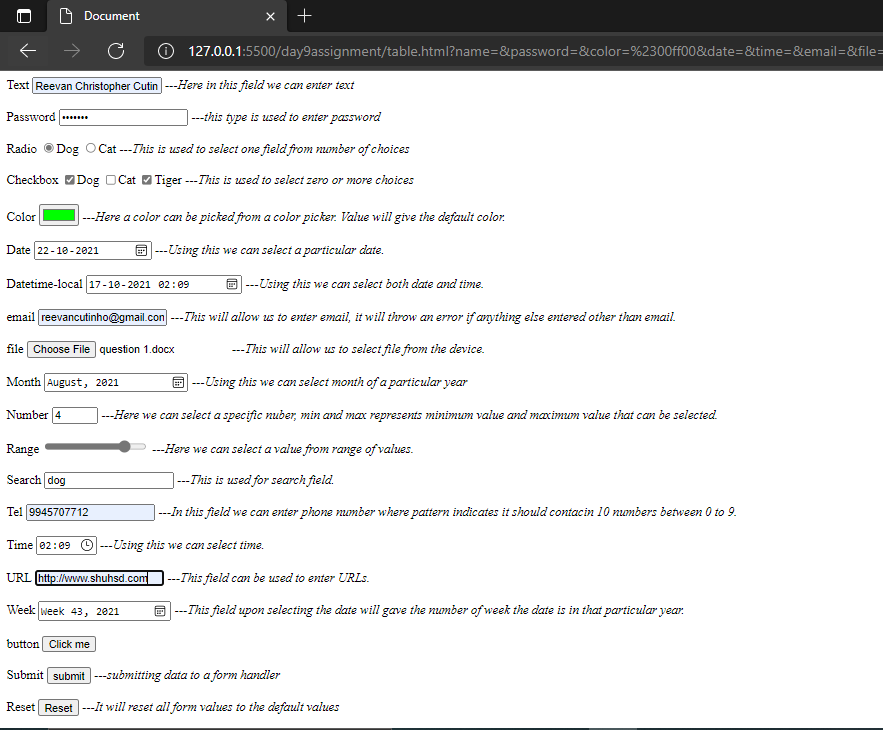 Document
127.0.0.1:5500/day9assignment/table.html?name=&password=&color=%2300ff00&date=&time=&email=&file=
Text Reevan Christopher Cutin ---Here in this field we can enter text
Password ••••••• ---this type is used to enter password
Radio Dog Cat ---This is used to select one field from number of choices
Checkbox Dog Cat Tiger ---This is used to select zero or more choices
Color ---Here a color can be picked from a color picker. Value will give the default color.
Date 22-10-2021 ---Using this we can select a particular date.
Datetime-local 17-10-2021 02:09 ---Using this we can select both date and time.
email reevancutinho@gmail.con ---This will allow us to enter email, it will throw an error if anything else entered other than email.
file Choose File question 1.docx ---This will allow us to select file from the device.
Month August, 2021 ---Using this we can select month of a particular year
Number 4 ---Here we can select a specific nuber, min and max represents minimum value and maximum value that can be selected.
Range ---Here we can select a value from range of values.
Search dog ---This is used for search field.
Tel 9945707712 ---In this field we can enter phone number where pattern indicates it should contacin 10 numbers between 0 to 9.
Time 02:09 ---Using this we can select time.
URL http://www.shuhsd.com ---This field can be used to enter URLs.
Week Week 43, 2021 ---This field upon selecting the date will gave the number of week the date is in that particular year.
button Click me
Submit submit ---submitting data to a form handler
Reset Reset ---It will reset all form values to the default values